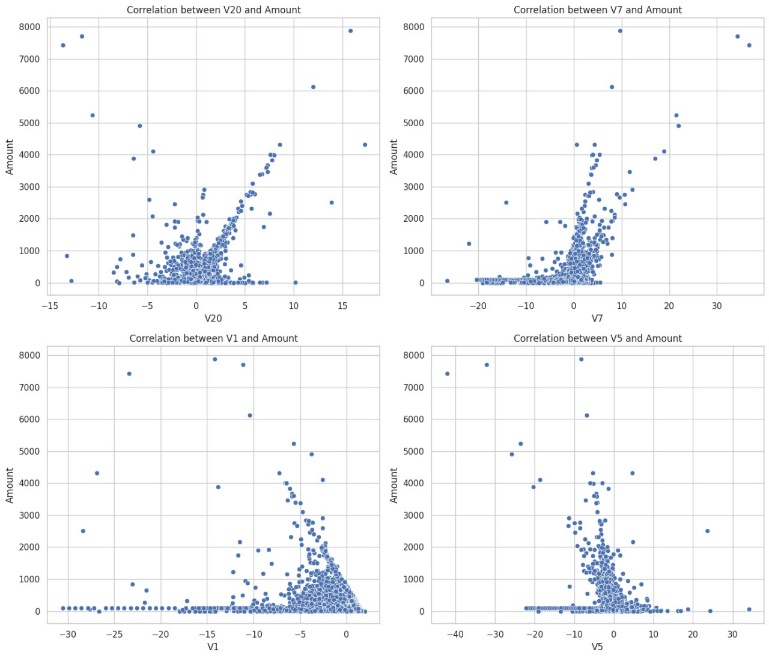 Correlation between V20 and Amount
8000
7000
6000
5000
4000
3000
2000
1000
0
Amount
−15 −10 −5 0 5 10 15
V20
Correlation between V7 and Amount
8000
7000
6000
5000
4000
3000
2000
1000
0
Amount
−20 −10 0 10 20 30
V7
Correlation between V1 and Amount
8000
7000
6000
5000
4000
3000
2000
1000
0
Amount
−30 −25 −20 −15 −10 −5 0
V1
Correlation between V5 and Amount
8000
7000
6000
5000
4000
3000
2000
1000
0
Amount
−40 −30 −20 −10 0 10 20 30
V5